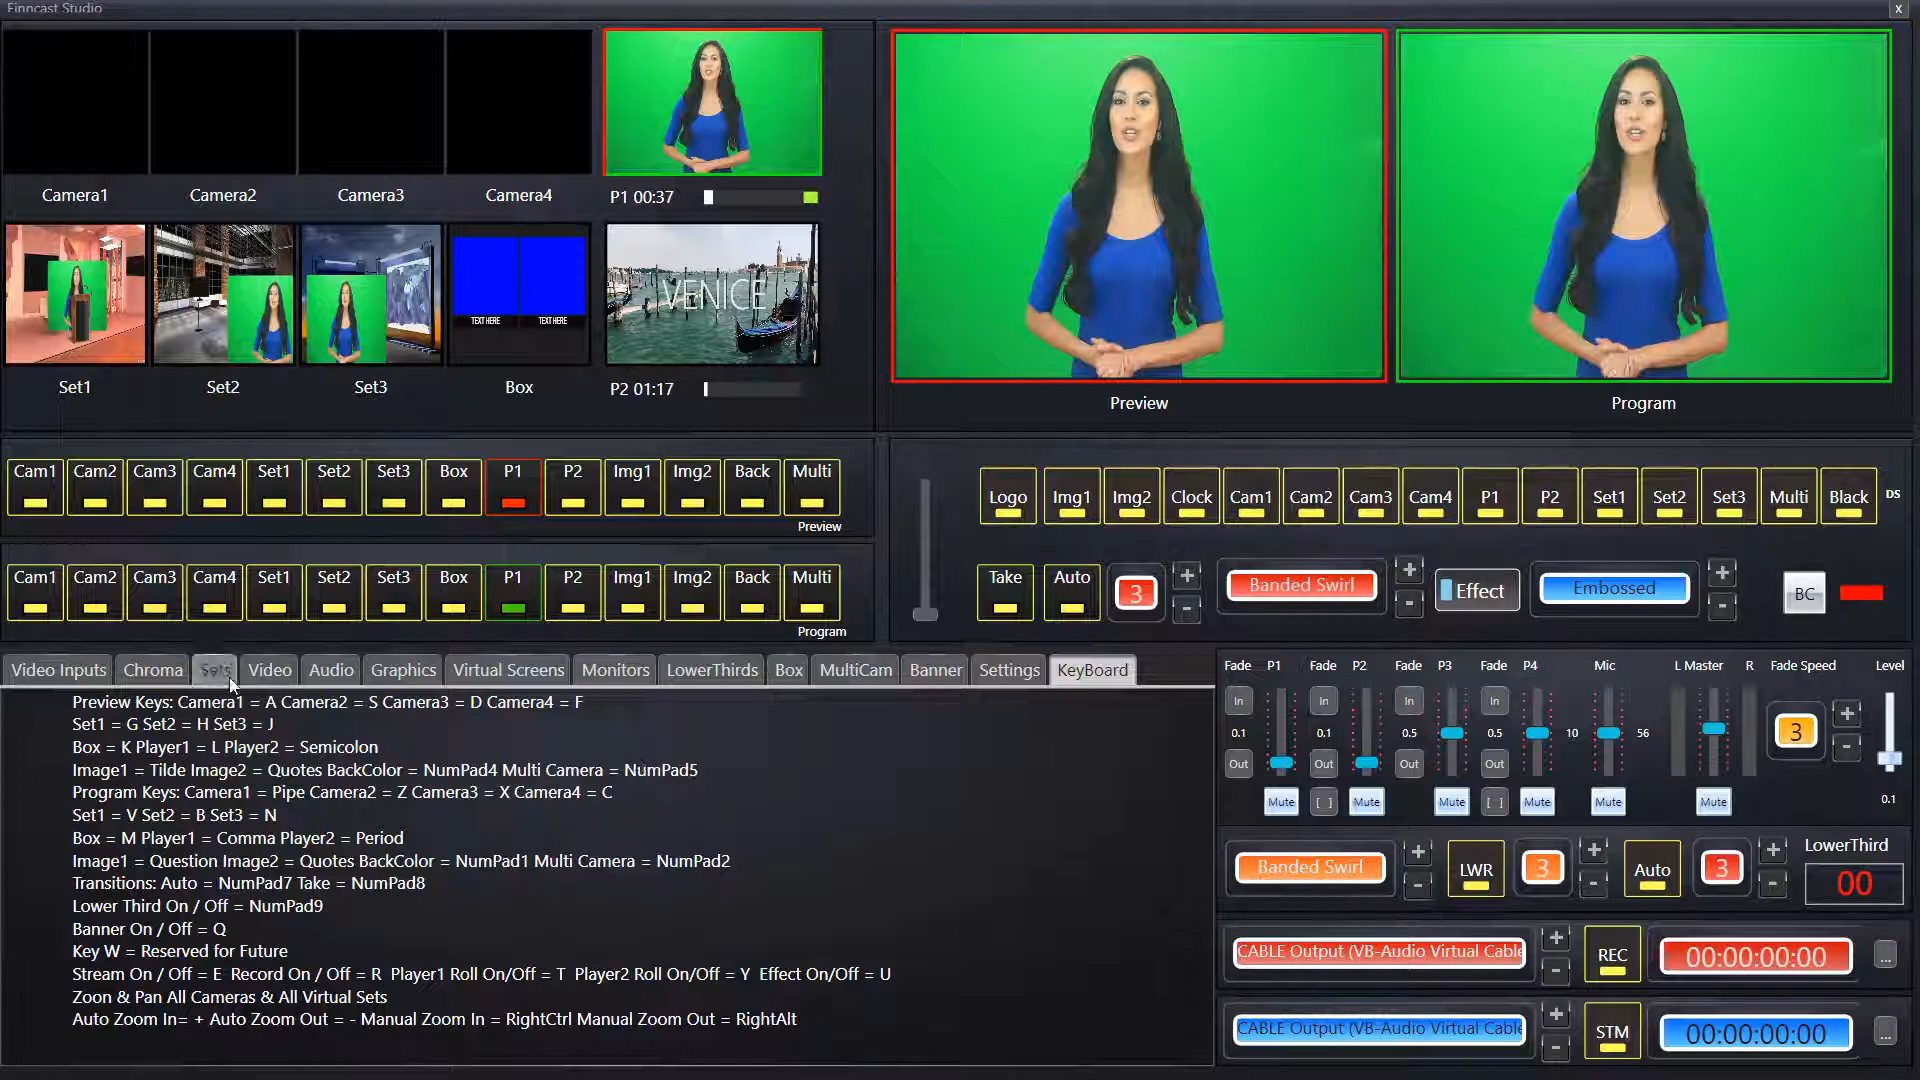 Finncast Studio
x
Camera1 Camera2 Camera3 Camera4 P1 00:37
VENICE
TEXT HERE TEXT HERE
Set1 Set2 Set3 Box P2 01:17
Preview Program
Cam1 Cam2 Cam3 Cam4 Set1 Set2 Set3 Box P1 P2 Img1 Img2 Back Multi
Preview
Cam1 Cam2 Cam3 Cam4 Set1 Set2 Set3 Box P1 P2 Img1 Img2 Back Multi
Program
Logo Img1 Img2 Clock Cam1 Cam2 Cam3 Cam4 P1 P2 Set1 Set2 Set3 Multi Black DS
Take Auto 3 + - Banded Swirl + - Effect Embossed + - BC
Video Inputs Chroma Sets Video Audio Graphics Virtual Screens Monitors LowerThirds Box MultiCam Banner Settings KeyBoard
Preview Keys: Camera1 = A Camera2 = S Camera3 = D Camera4 = F
Set1 = G Set2 = H Set3 = J
Box = K Player1 = L Player2 = Semicolon
Image1 = Tilde Image2 = Quotes BackColor = NumPad4 Multi Camera = NumPad5
Program Keys: Camera1 = Pipe Camera2 = Z Camera3 = X Camera4 = C
Set1 = V Set2 = B Set3 = N
Box = M Player1 = Comma Player2 = Period
Image1 = Question Image2 = Quotes BackColor = NumPad1 Multi Camera = NumPad2
Transitions: Auto = NumPad7 Take = NumPad8
Lower Third On / Off = NumPad9
Banner On / Off = Q
Key W = Reserved for Future
Stream On / Off = E Record On / Off = R Player1 Roll On/Off = T Player2 Roll On/Off = Y Effect On/Off = U
Zoon & Pan All Cameras & All Virtual Sets
Auto Zoom In= + Auto Zoom Out = - Manual Zoom In = RightCtrl Manual Zoom Out = RightAlt
Fade P1 Fade P2 Fade P3 Fade P4 Mic L Master R Fade Speed Level
In In In In +
0.1 0.1 0.5 0.5 10 56 3
Out Out Out Out -
Mute [ ] Mute Mute [ ] Mute Mute Mute 0.1
Banded Swirl + - LWR 3 + - Auto 3 + - LowerThird
00
CABLE Output (VB-Audio Virtual Cable + - REC 00:00:00:00 ...
CABLE Output (VB-Audio Virtual Cable + - STM 00:00:00:00 ...